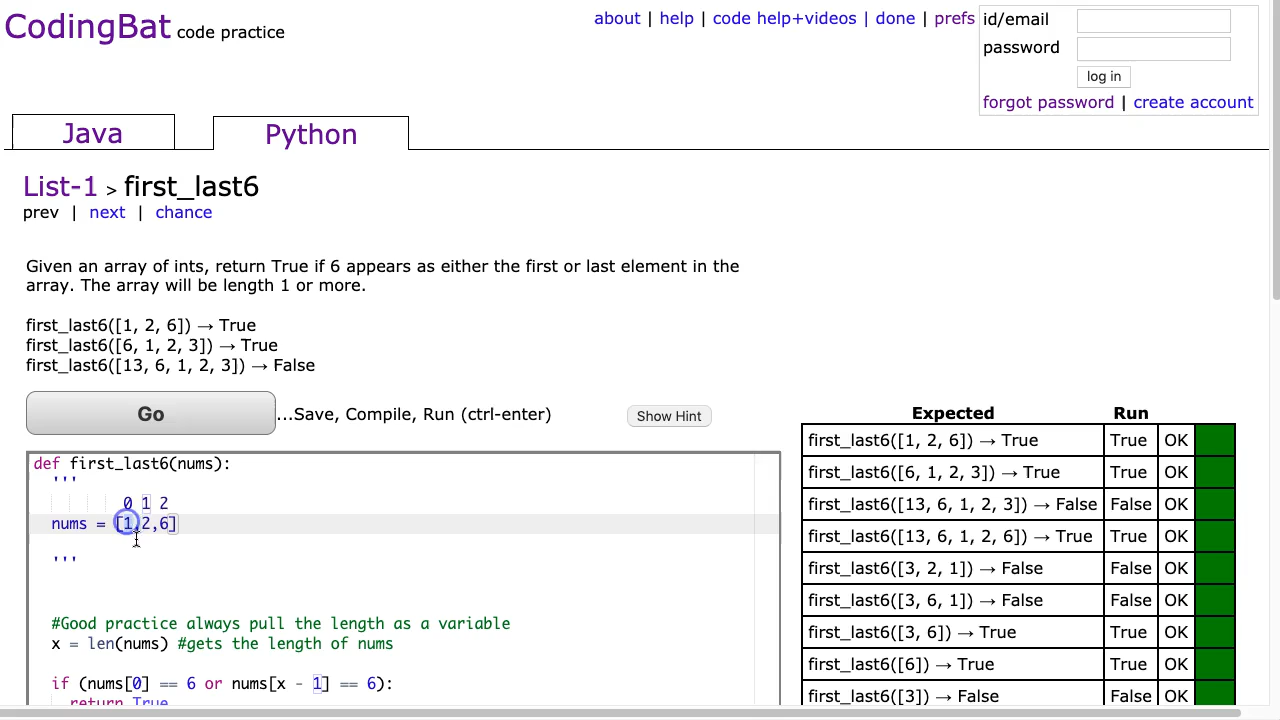 CodingBat code practice
about | help | code help+videos | done | prefs
id/email
password
log in
forgot password | create account
Java
Python
List-1 > first_last6
prev | next | chance
Given an array of ints, return True if 6 appears as either the first or last element in the
array. The array will be length 1 or more.
first_last6([1, 2, 6]) → True
first_last6([6, 1, 2, 3]) → True
first_last6([13, 6, 1, 2, 3]) → False
Go ...Save, Compile, Run (ctrl-enter) Show Hint
def first_last6(nums):
'''
0 1 2
nums = [1,2,6]
'''
#Good practice always pull the length as a variable
x = len(nums) #gets the length of nums
if (nums[0] == 6 or nums[x - 1] == 6):
return True
Expected Run
first_last6([1, 2, 6]) → True True OK
first_last6([6, 1, 2, 3]) → True True OK
first_last6([13, 6, 1, 2, 3]) → False False OK
first_last6([13, 6, 1, 2, 6]) → True True OK
first_last6([3, 2, 1]) → False False OK
first_last6([3, 6, 1]) → False False OK
first_last6([3, 6]) → True True OK
first_last6([6]) → True True OK
first_last6([3]) → False False OK